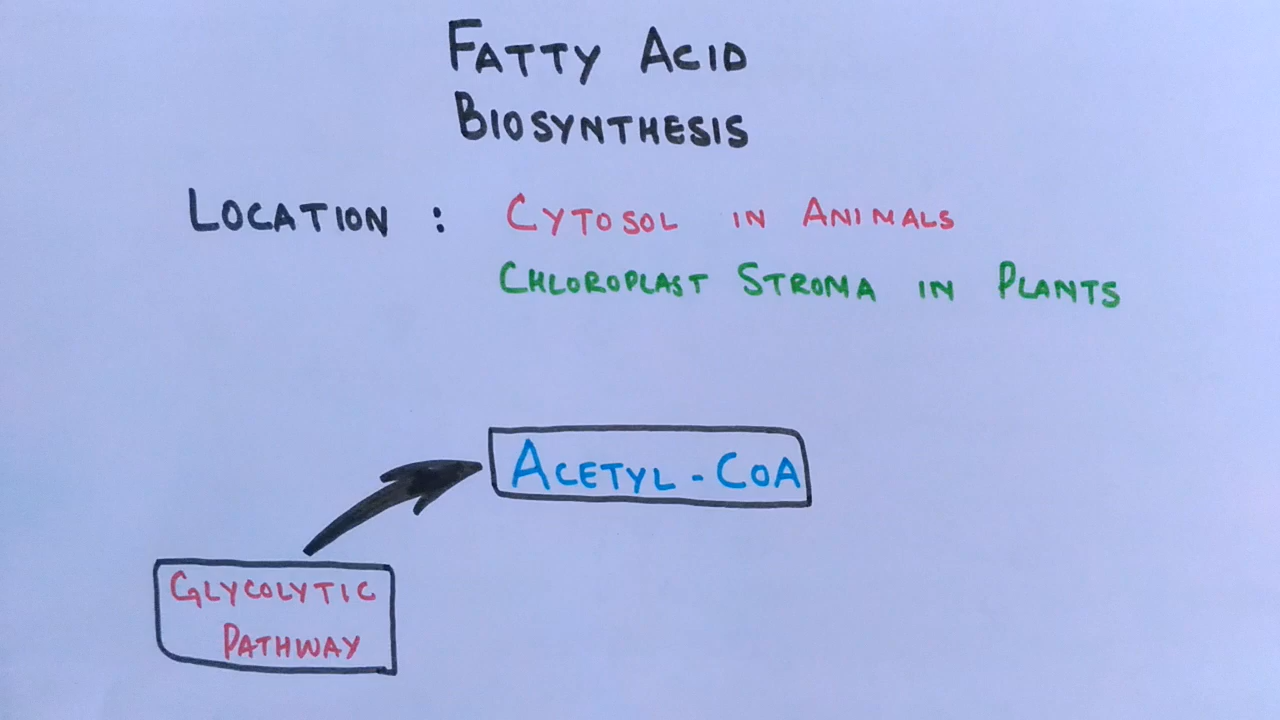 FATTY ACID
BIOSYNTHESIS
LOCATION : CYTOSOL IN ANIMALS
CHLOROPLAST STROMA IN PLANTS
ACETYL-COA
GLYCOLYTIC
PATHWAY